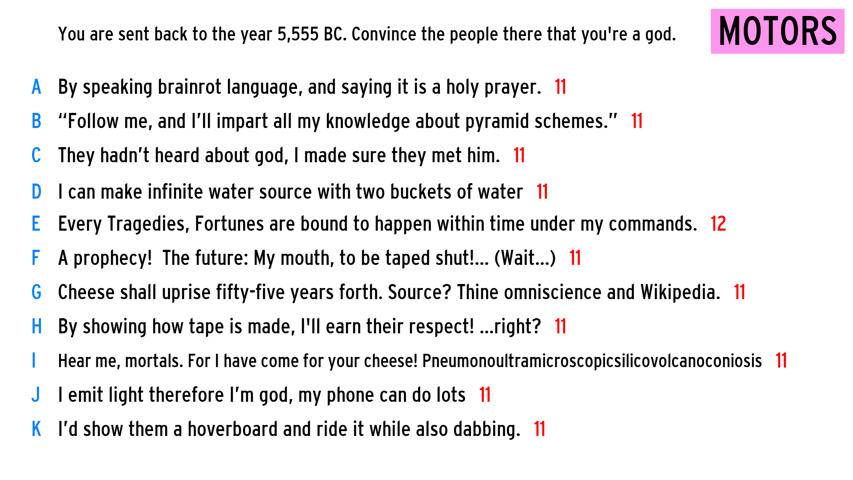 You are sent back to the year 5,555 BC. Convince the people there that you're a god.
MOTORS
A By speaking brainrot language, and saying it is a holy prayer. 11
B “Follow me, and I’ll impart all my knowledge about pyramid schemes.” 11
C They hadn’t heard about god, I made sure they met him. 11
D I can make infinite water source with two buckets of water 11
E Every Tragedies, Fortunes are bound to happen within time under my commands. 12
F A prophecy! The future: My mouth, to be taped shut!... (Wait...) 11
G Cheese shall uprise fifty-five years forth. Source? Thine omniscience and Wikipedia. 11
H By showing how tape is made, I'll earn their respect! ...right? 11
I Hear me, mortals. For I have come for your cheese! Pneumonoultramicroscopicsilicovolcanoconiosis 11
J I emit light therefore I’m god, my phone can do lots 11
K I’d show them a hoverboard and ride it while also dabbing. 11